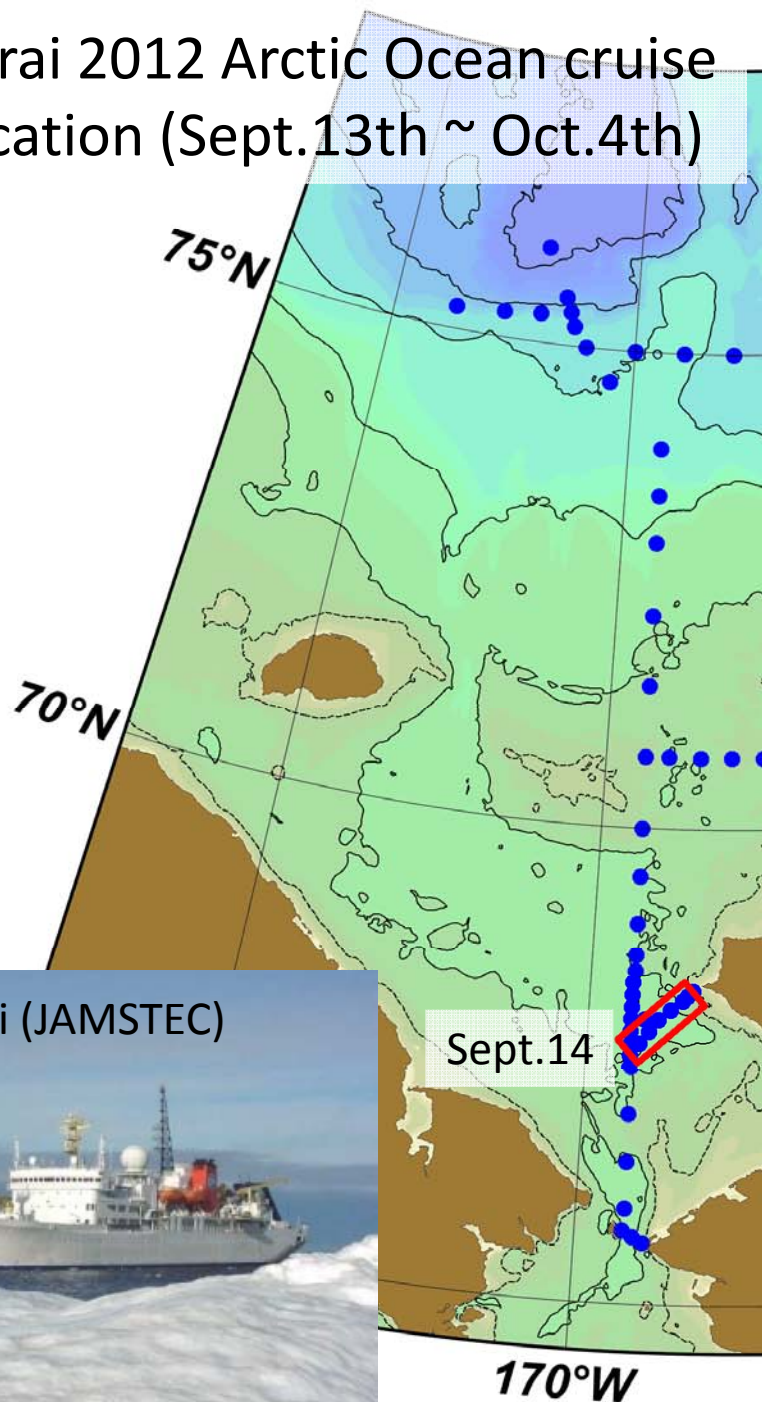 rai 2012 Arctic Ocean cruise
cation (Sept.13th ~ Oct.4th)
75°N
70°N
i (JAMSTEC)
Sept.14
170°W